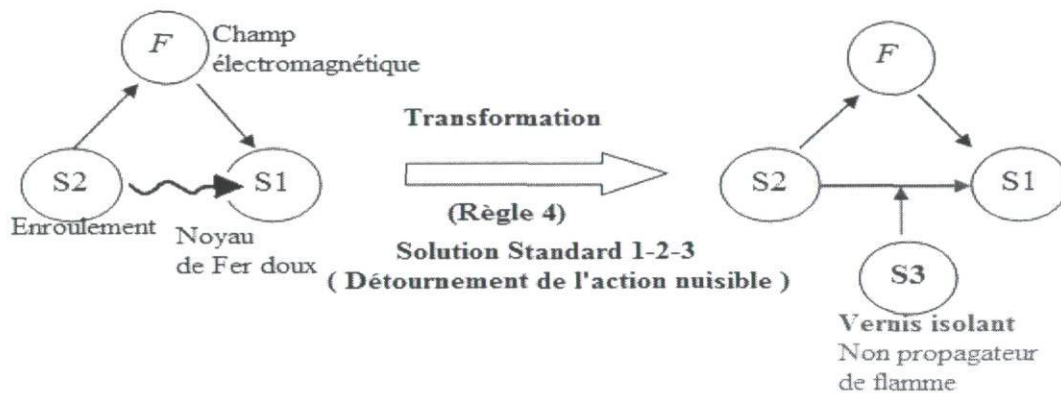 F
Champ
électromagnétique
S2
S1
Enroulement
Noyau
de Fer doux
Transformation
(Règle 4)
Solution Standard 1-2-3
( Détournement de l'action nuisible )
F
S2
S1
S3
Vernis isolant
Non propagateur
de flamme